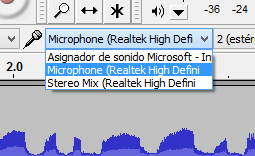 -36 -24
Microphone (Realtek High Defi 2 (esté
2.0
Asignador de sonido Microsoft - In
Microphone (Realtek High Defini
Stereo Mix (Realtek High Defini